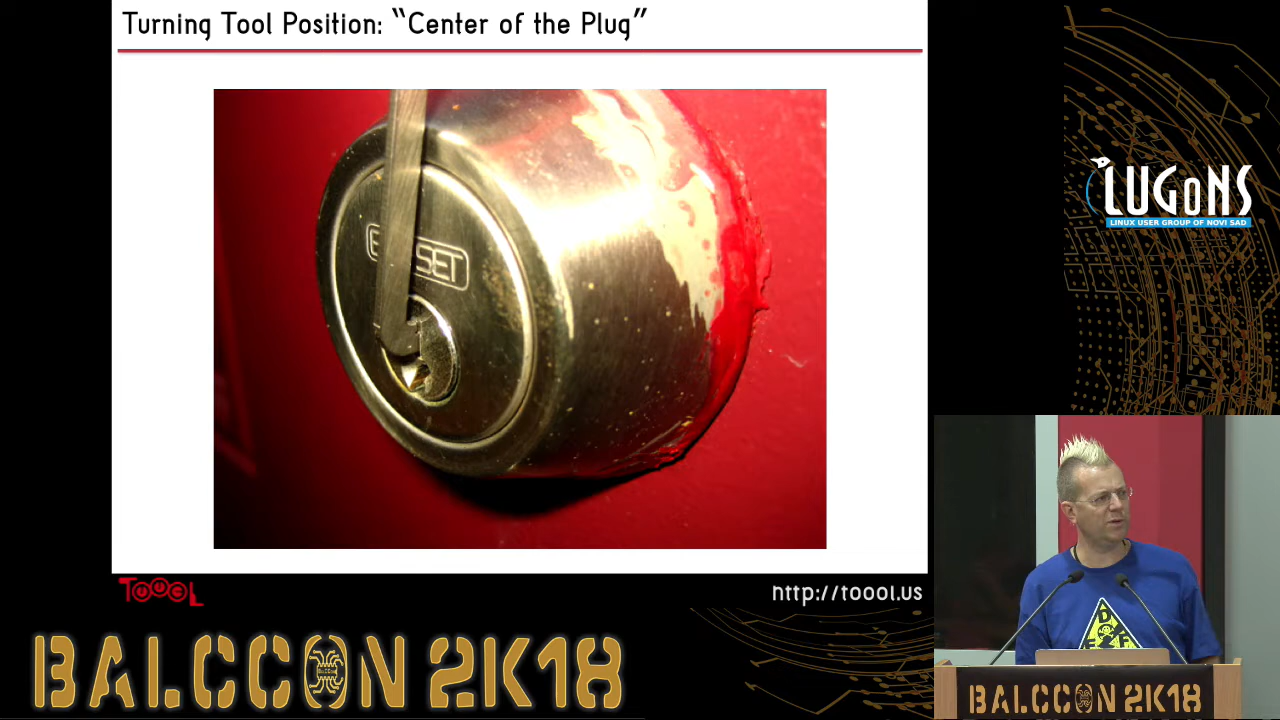 Turning Tool Position: “Center of the Plug”
SET
TOOOL
http://toool.us
BALCCON 2K18
LUGoNS
LINUX USER GROUP OF NOVI SAD
BALCCON 2K18